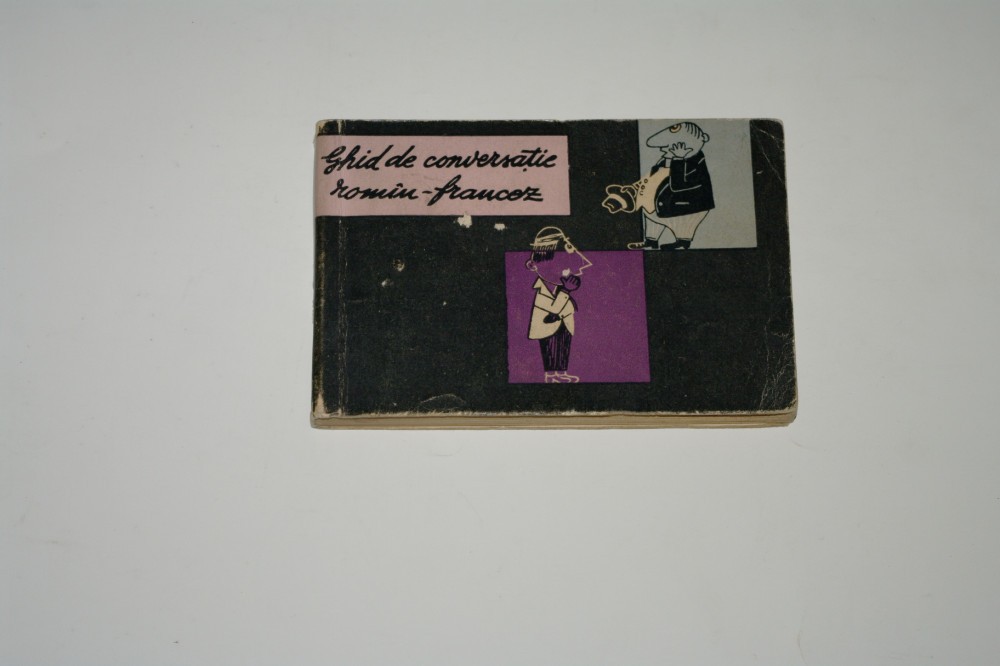 Ghid de conversație
romîn-francez